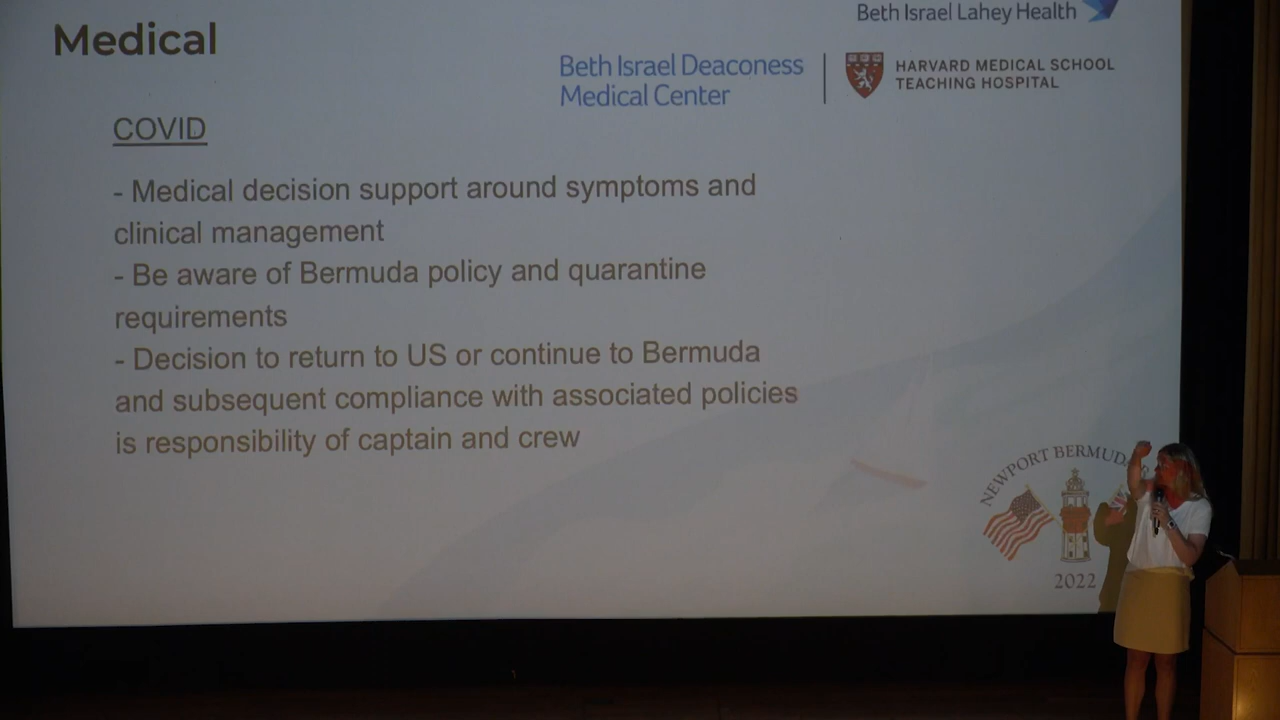 Medical
Beth Israel Lahey Health
Beth Israel Deaconess
Medical Center
HARVARD MEDICAL SCHOOL
TEACHING HOSPITAL
COVID
- Medical decision support around symptoms and
clinical management
- Be aware of Bermuda policy and quarantine
requirements
- Decision to return to US or continue to Bermuda
and subsequent compliance with associated policies
is responsibility of captain and crew
NEWPORT
2022